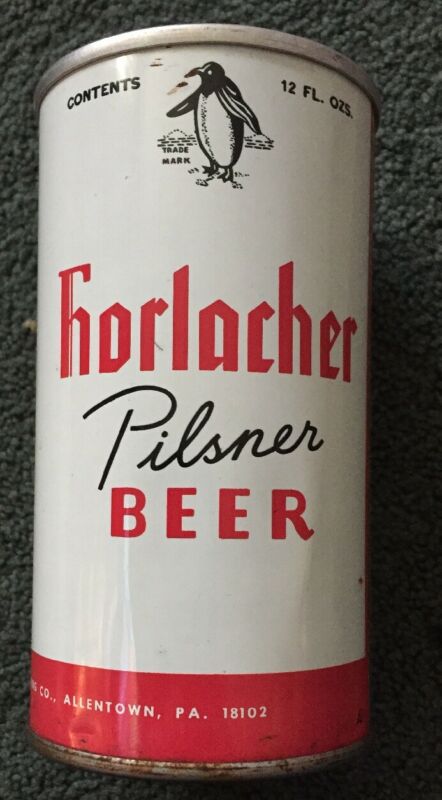 CONTENTS 12 FL. OZS.
TRADE
MARK
horlacher
Pilsner
BEER
CO., ALLENTOWN, PA. 18102